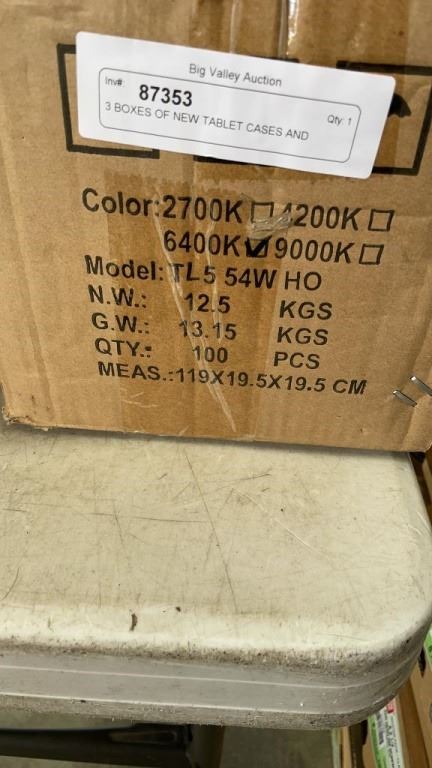 Big Valley Auction
Inv# 87353 Qty: 1
3 BOXES OF NEW TABLET CASES AND
Color: 2700K☐ 4200K☐
6400K☑ 9000K☐
Model: TL5 54W HO
N.W.: 12.5 KGS
G.W.: 13.15 KGS
QTY.: 100 PCS
MEAS.:119X19.5X19.5 CM